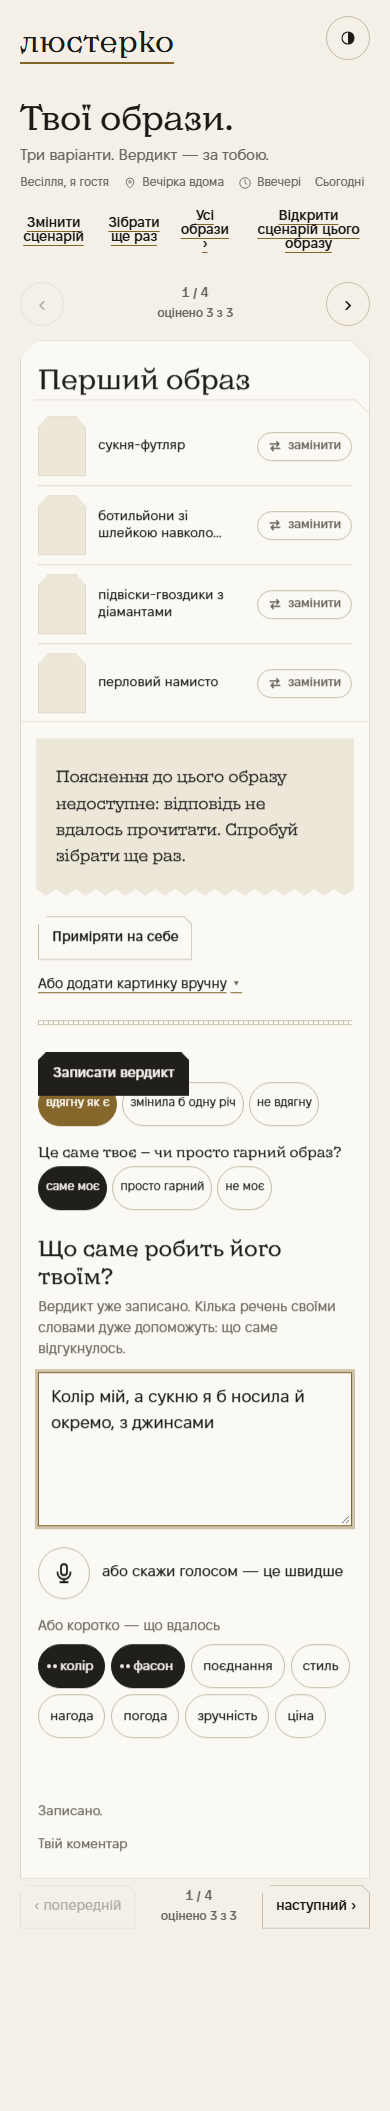 люстерко
Твої образи.
Три варіанти. Вердикт — за тобою.
Весілля, я гостя Вечірка вдома Ввечері Сьогодні
Змінити
сценарій
Зібрати
ще раз
Усі
образи
›
Відкрити
сценарій цього
образу
‹
1 / 4
оцінено 3 з 3
›
Перший образ
сукня-футляр
замінити
ботильйони зі
шлейкою навколо...
замінити
підвіски-гвоздики з
діамантами
замінити
перловий намисто
замінити
Пояснення до цього образу
недоступне: відповідь не
вдалось прочитати. Спробуй
зібрати ще раз.
Приміряти на себе
Або додати картинку вручну
Записати вердикт
вдягну як є змінила б одну річ не вдягну
Це саме твоє – чи просто гарний образ?
саме моє просто гарний не моє
Що саме робить його
твоїм?
Вердикт уже записано. Кілька речень своїми
словами дуже допоможуть: що саме
відгукнулось.
Колір мій, а сукню я б носила й
окремо, з джинсами
або скажи голосом — це швидше
Або коротко — що вдалось
колір фасон поєднання стиль
нагода погода зручність ціна
Записано.
Твій коментар
‹ попередній
1 / 4
оцінено 3 з 3
наступний ›